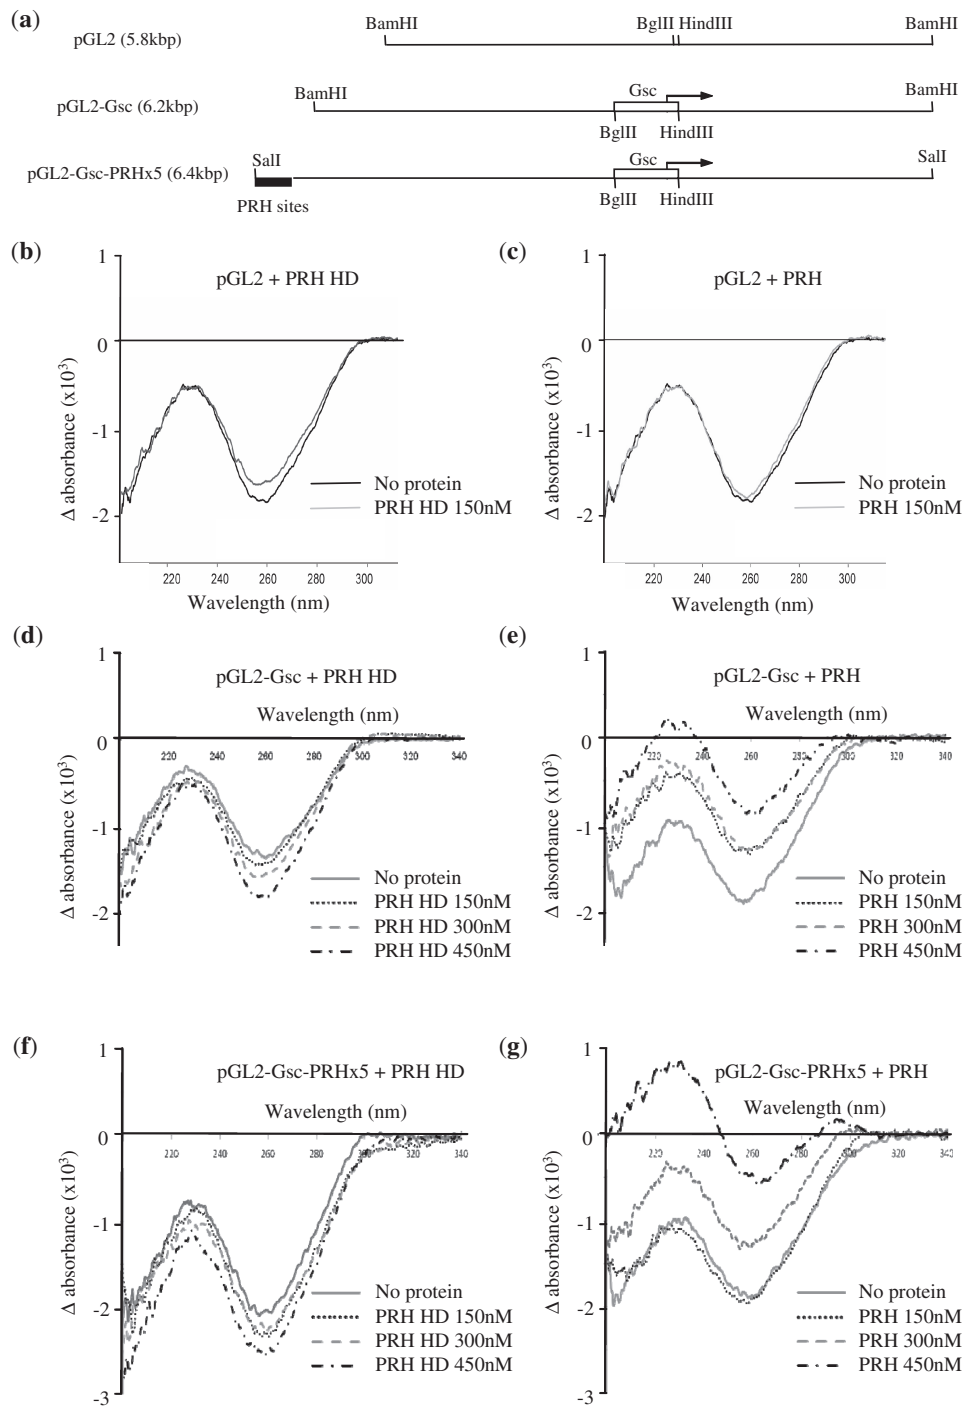 (a)
BamHI BglII HindIII BamHI
pGL2 (5.8kbp)
BamHI Gsc BamHI
pGL2-Gsc (6.2kbp)
BglII HindIII
SalI Gsc SalI
pGL2-Gsc-PRHx5 (6.4kbp)
PRH sites BglII HindIII
(b)
pGL2 + PRH HD
1
0
-1
-2
Δ absorbance (x10³)
No protein
PRH HD 150nM
220 240 260 280 300
Wavelength (nm)
(c)
pGL2 + PRH
1
0
-1
-2
Δ absorbance (x10³)
No protein
PRH 150nM
220 240 260 280 300
Wavelength (nm)
(d)
pGL2-Gsc + PRH HD
Wavelength (nm)
1
0
-1
-2
220 240 260 280 300 320 340
Δ absorbance (x10³)
No protein
PRH HD 150nM
PRH HD 300nM
PRH HD 450nM
(e)
pGL2-Gsc + PRH
Wavelength (nm)
1
0
-1
-2
220 240 260 280 300 320 340
Δ absorbance (x10³)
No protein
PRH 150nM
PRH 300nM
PRH 450nM
(f)
pGL2-Gsc-PRHx5 + PRH HD
Wavelength (nm)
1
0
-1
-2
-3
220 240 260 280 300 320 340
Δ absorbance (x10³)
No protein
PRH HD 150nM
PRH HD 300nM
PRH HD 450nM
(g)
pGL2-Gsc-PRHx5 + PRH
Wavelength (nm)
1
0
-1
-2
-3
220 240 260 280 300 320 340
Δ absorbance (x10³)
No protein
PRH 150nM
PRH 300nM
PRH 450nM